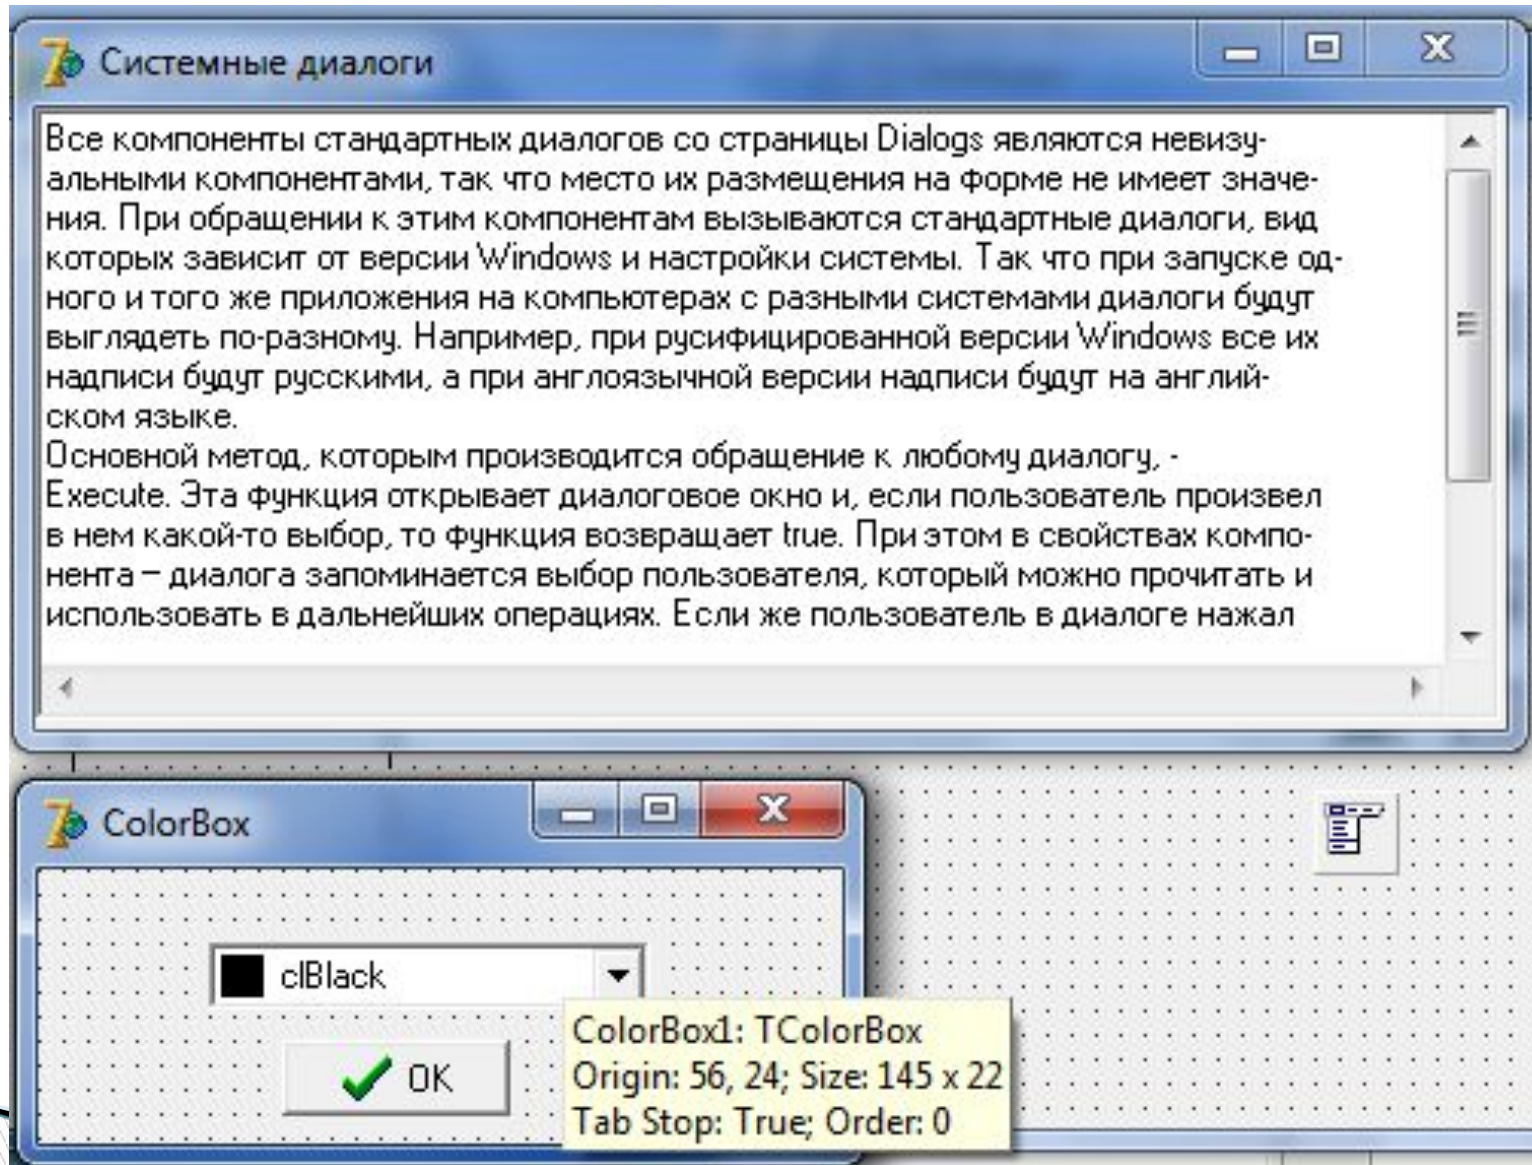 Системные диалоги
Все компоненты стандартных диалогов со страницы Dialogs являются невизу-
альными компонентами, так что место их размещения на форме не имеет значе-
ния. При обращении к этим компонентам вызываются стандартные диалоги, вид
которых зависит от версии Windows и настройки системы. Так что при запуске од-
ного и того же приложения на компьютерах с разными системами диалоги будут
выглядеть по-разному. Например, при русифицированной версии Windows все их
надписи будут русскими, а при англоязычной версии надписи будут на англий-
ском языке.
Основной метод, которым производится обращение к любому диалогу, -
Execute. Эта функция открывает диалоговое окно и, если пользователь произвел
в нем какой-то выбор, то функция возвращает true. При этом в свойствах компо-
нента – диалога запоминается выбор пользователя, который можно прочитать и
использовать в дальнейших операциях. Если же пользователь в диалоге нажал
ColorBox
clBlack
OK
ColorBox1: TColorBox
Origin: 56, 24; Size: 145 x 22
Tab Stop: True; Order: 0